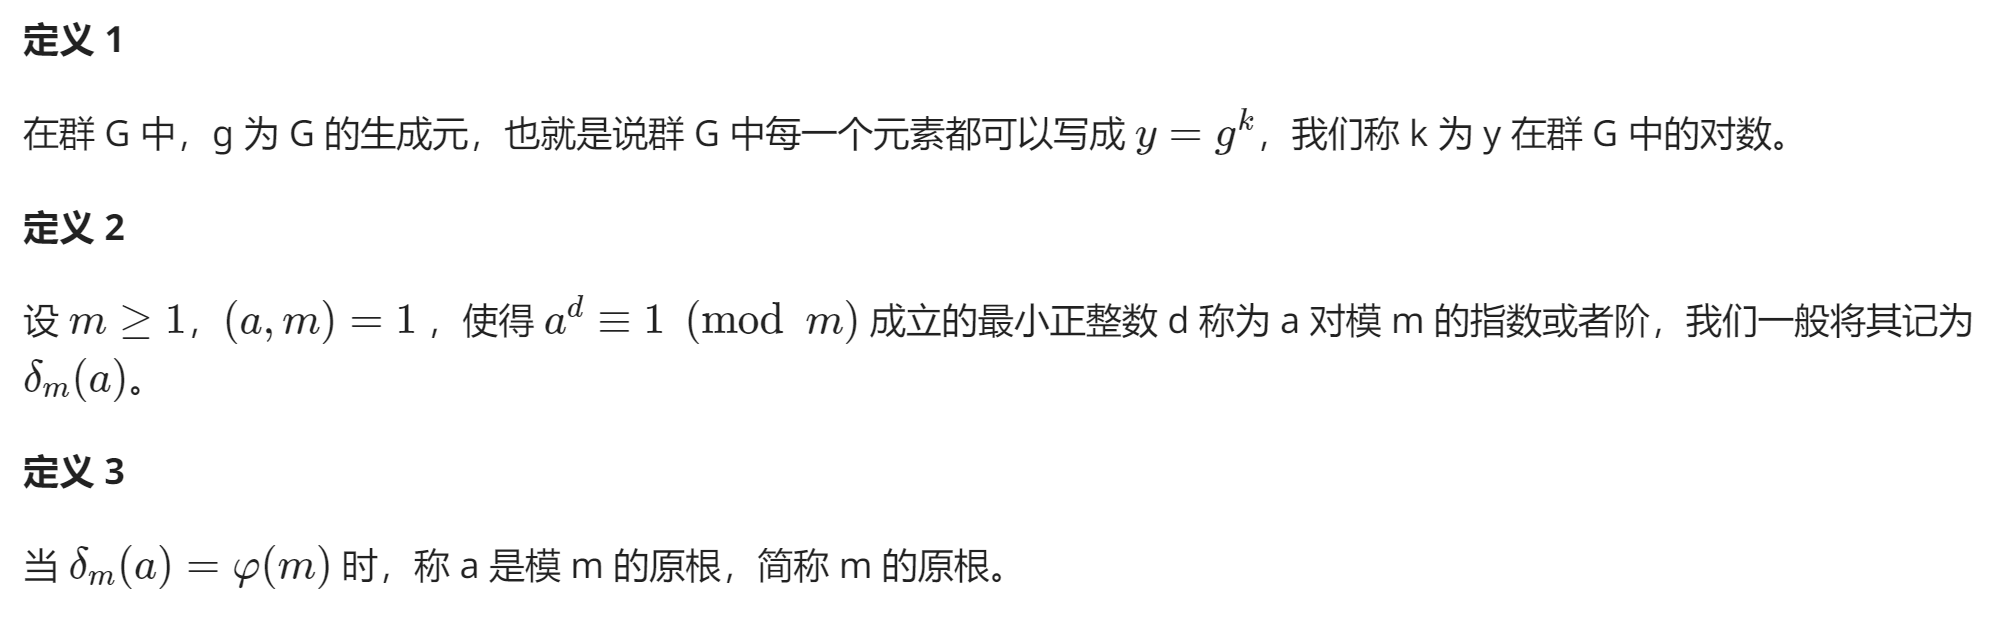 定义 1
在群 G 中，g 为 G 的生成元，也就是说群 G 中每一个元素都可以写成 $y = g^k$，我们称 k 为 y 在群 G 中的对数。
定义 2
设 $m \geq 1$，$(a, m) = 1$ ，使得 $a^d \equiv 1 \pmod m$ 成立的最小正整数 d 称为 a 对模 m 的指数或者阶，我们一般将其记为
$\delta_m(a)$。
定义 3
当 $\delta_m(a) = \varphi(m)$ 时，称 a 是模 m 的原根，简称 m 的原根。